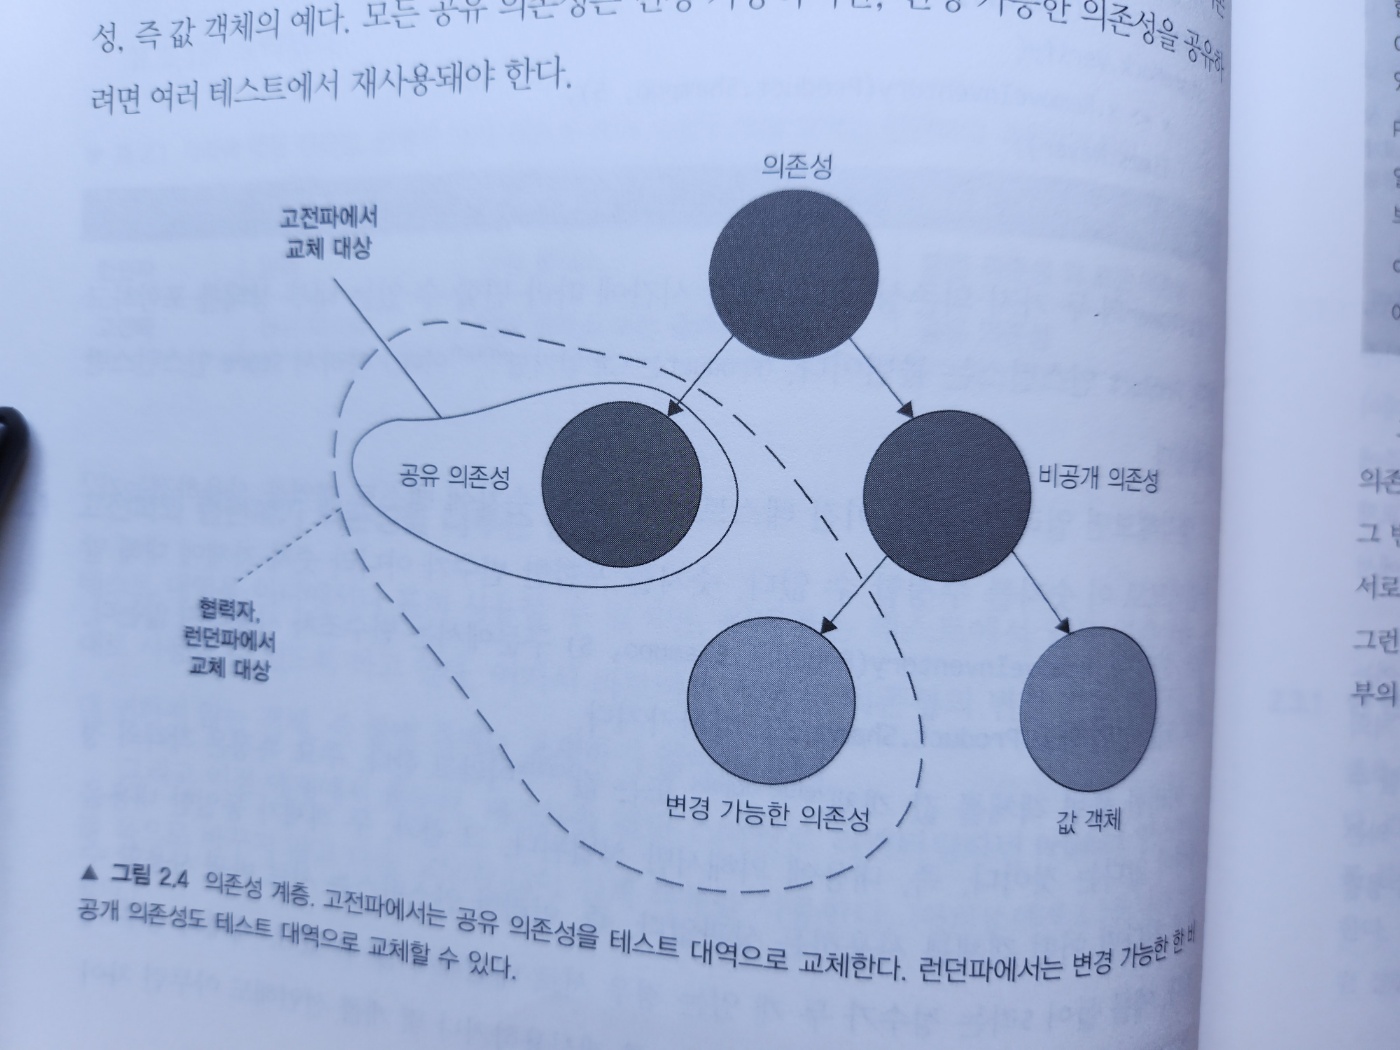 성, 즉 값 객체의 예다. 모든 공유 의존성은 변경 가능한 의존성을 공유하
려면 여러 테스트에서 재사용돼야 한다.
의존성
고전파에서
교체 대상
공유 의존성
비공개 의존성
협력자,
런던파에서
교체 대상
변경 가능한 의존성
값 객체
▲ 그림 2.4 의존성 계층. 고전파에서는 공유 의존성을 테스트 대역으로 교체한다. 런던파에서는 변경 가능한 한 비
공개 의존성도 테스트 대역으로 교체할 수 있다.
의존
그
서로
그런
부의